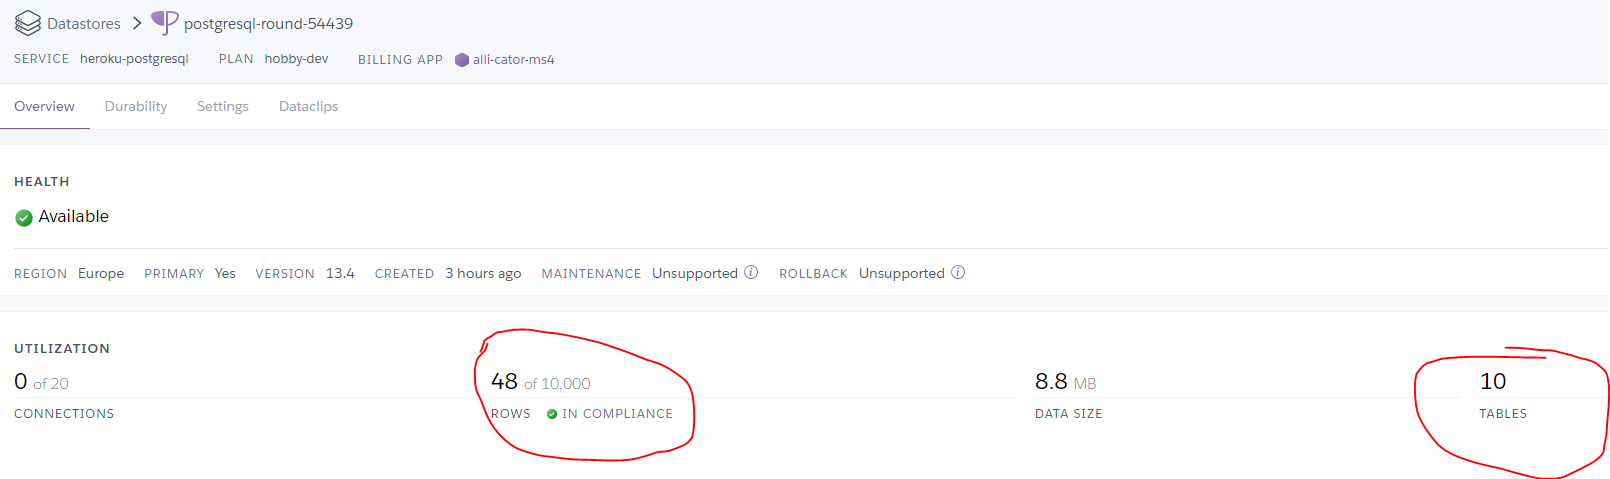 Datastores > postgresql-round-54439
SERVICE heroku-postgresql PLAN hobby-dev BILLING APP alli-cator-ms4
Overview Durability Settings Dataclips
HEALTH
Available
REGION Europe PRIMARY Yes VERSION 13.4 CREATED 3 hours ago MAINTENANCE Unsupported i ROLLBACK Unsupported i
UTILIZATION
0 of 20 48 of 10,000 8.8 MB 10
CONNECTIONS ROWS IN COMPLIANCE DATA SIZE TABLES